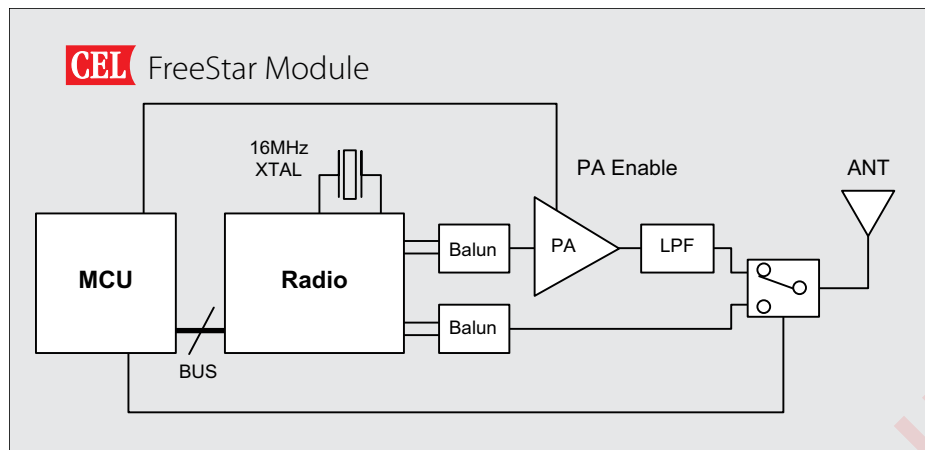 CEL FreeStar Module
16MHz
XTAL
PA Enable
ANT
MCU
Radio
Balun
PA
LPF
Balun
BUS